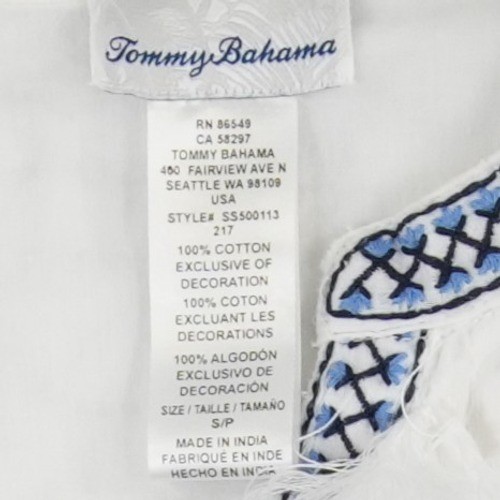 Tommy Bahama
RN 86549
CA 58297
TOMMY BAHAMA
400 FAIRVIEW AVE N
SEATTLE WA 98109
USA
STYLE# SS500113
217
100% COTTON
EXCLUSIVE OF
DECORATION
100% COTON
EXCLUANT LES
DECORATIONS
100% ALGODÓN
EXCLUSIVO DE
DECORACIÓN
SIZE / TAILLE / TAMAÑO
S/P
MADE IN INDIA
FABRIQUÉ EN INDE
HECHO EN INDIA